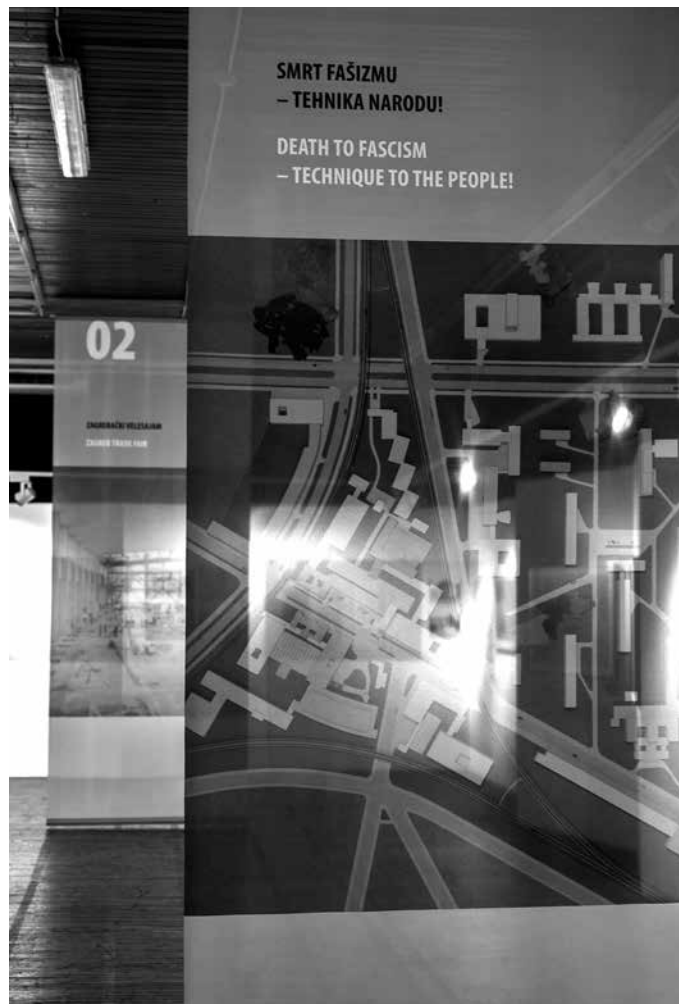 SMRT FAŠIZMU
– TEHNIKA NARODU!
DEATH TO FASCISM
– TECHNIQUE TO THE PEOPLE!
02
ZAGREBAČKI VELESAJAM
ZAGREB TRADE FAIR